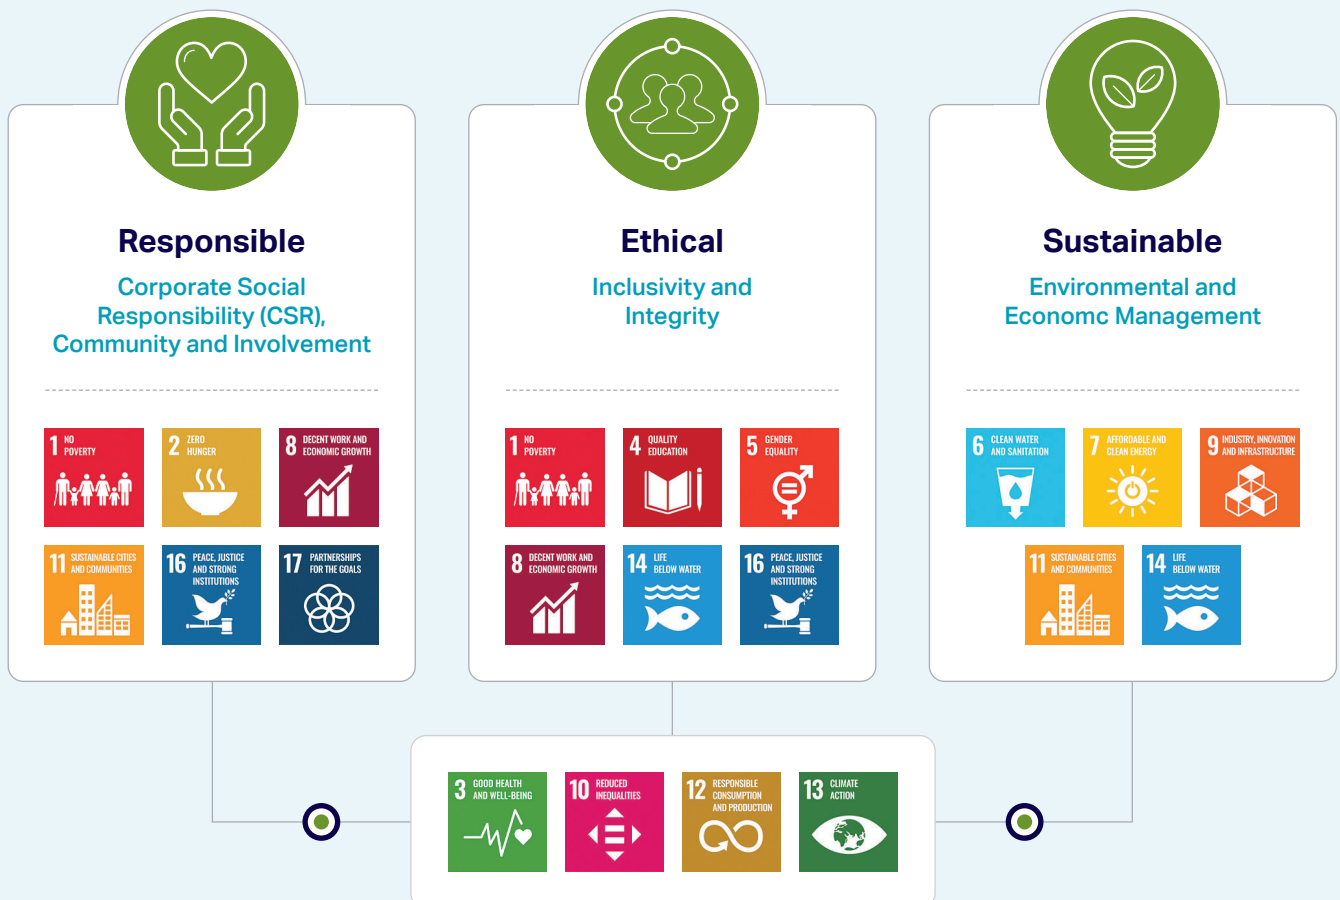 Responsible
Corporate Social
Responsibility (CSR),
Community and Involvement
1 NO
POVERTY
2 ZERO
HUNGER
8 DECENT WORK AND
ECONOMIC GROWTH
11 SUSTAINABLE CITIES
AND COMMUNITIES
16 PEACE, JUSTICE
AND STRONG
INSTITUTIONS
17 PARTNERSHIPS
FOR THE GOALS
Ethical
Inclusivity and
Integrity
1 NO
POVERTY
4 QUALITY
EDUCATION
5 GENDER
EQUALITY
8 DECENT WORK AND
ECONOMIC GROWTH
14 LIFE
BELOW WATER
16 PEACE, JUSTICE
AND STRONG
INSTITUTIONS
Sustainable
Environmental and
Economc Management
6 CLEAN WATER
AND SANITATION
7 AFFORDABLE AND
CLEAN ENERGY
9 INDUSTRY, INNOVATION
AND INFRASTRUCTURE
11 SUSTAINABLE CITIES
AND COMMUNITIES
14 LIFE
BELOW WATER
3 GOOD HEALTH
AND WELL-BEING
10 REDUCED
INEQUALITIES
12 RESPONSIBLE
CONSUMPTION
AND PRODUCTION
13 CLIMATE
ACTION